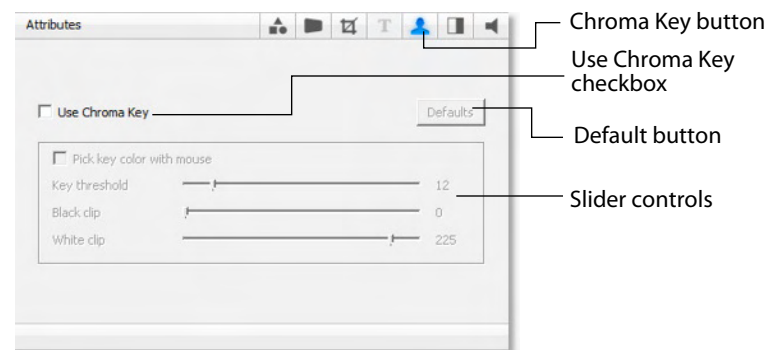 Attributes
T
Chroma Key button
Use Chroma Key
checkbox
Use Chroma Key
Defaults
Default button
Pick key color with mouse
Key threshold 12
Slider controls
Black clip 0
White clip 225